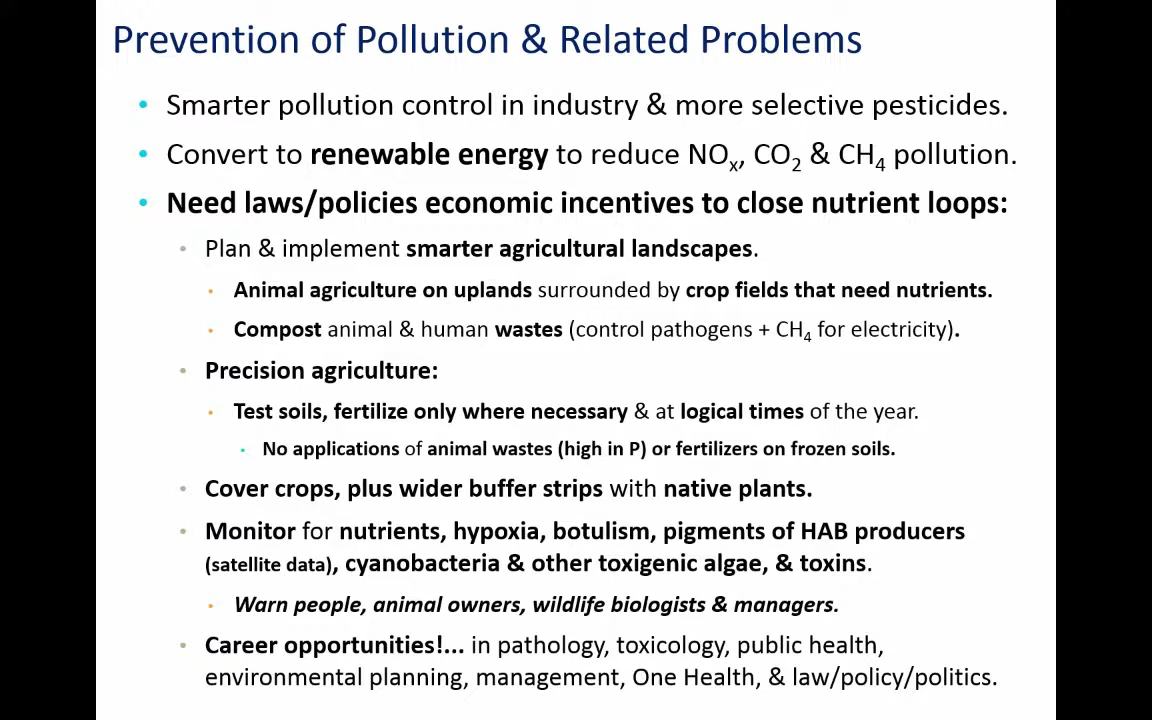 Prevention of Pollution & Related Problems
• Smarter pollution control in industry & more selective pesticides.
• Convert to renewable energy to reduce NOₓ, CO₂ & CH₄ pollution.
• Need laws/policies economic incentives to close nutrient loops:
• Plan & implement smarter agricultural landscapes.
• Animal agriculture on uplands surrounded by crop fields that need nutrients.
• Compost animal & human wastes (control pathogens + CH₄ for electricity).
• Precision agriculture:
• Test soils, fertilize only where necessary & at logical times of the year.
• No applications of animal wastes (high in P) or fertilizers on frozen soils.
• Cover crops, plus wider buffer strips with native plants.
• Monitor for nutrients, hypoxia, botulism, pigments of HAB producers
(satellite data), cyanobacteria & other toxigenic algae, & toxins.
• Warn people, animal owners, wildlife biologists & managers.
• Career opportunities!... in pathology, toxicology, public health,
environmental planning, management, One Health, & law/policy/politics.